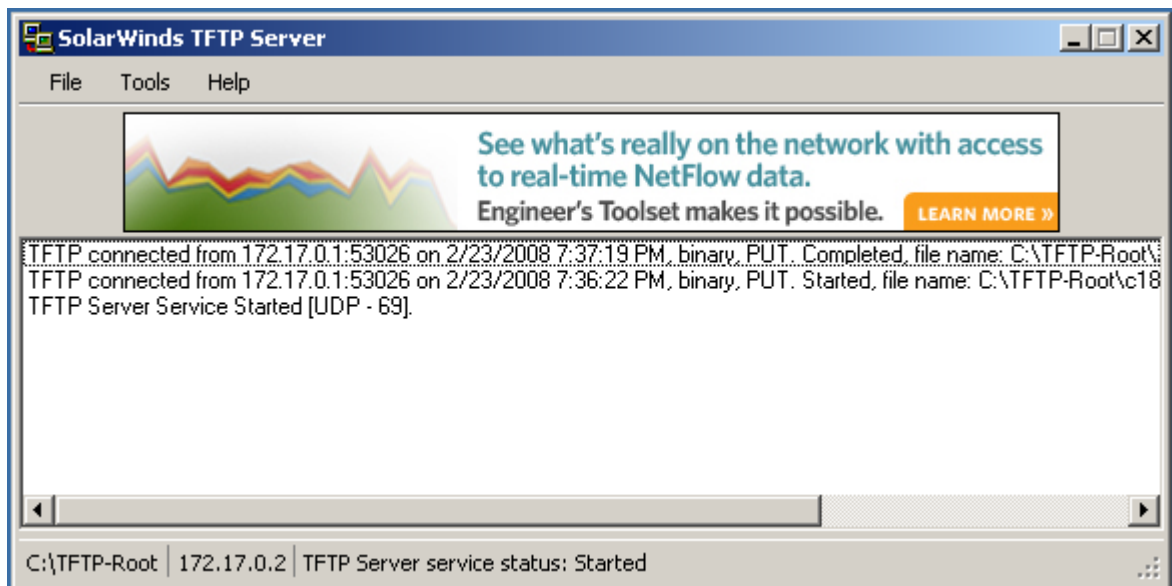 SolarWinds TFTP Server
File Tools Help
See what's really on the network with access
to real-time NetFlow data.
Engineer's Toolset makes it possible.
LEARN MORE »
TFTP connected from 172.17.0.1:53026 on 2/23/2008 7:37:19 PM, binary, PUT. Completed, file name: C:\TFTP-Root\
TFTP connected from 172.17.0.1:53026 on 2/23/2008 7:36:22 PM, binary, PUT. Started, file name: C:\TFTP-Root\c18
TFTP Server Service Started [UDP - 69].
C:\TFTP-Root 172.17.0.2 TFTP Server service status: Started